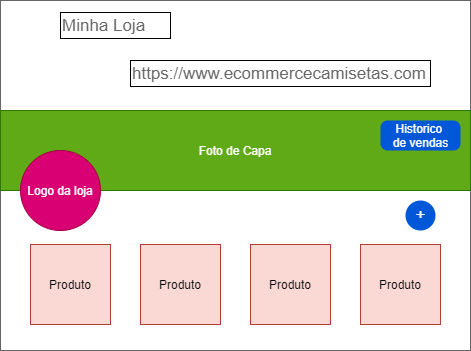 Minha Loja
https://www.ecommercecamisetas.com
Historico
de vendas
Foto de Capa
Logo da loja
+
Produto
Produto
Produto
Produto